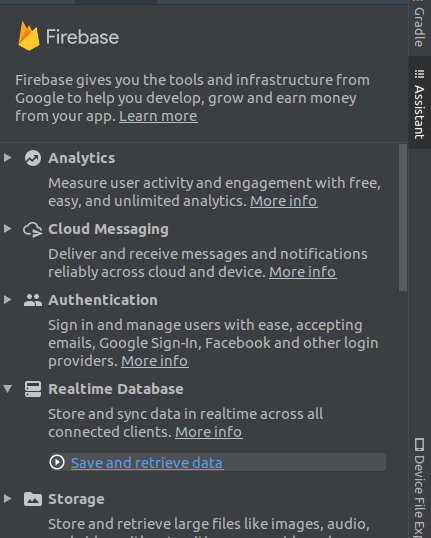 Firebase
Firebase gives you the tools and infrastructure from
Google to help you develop, grow and earn money
from your app. Learn more
Analytics
Measure user activity and engagement with free,
easy, and unlimited analytics. More info
Cloud Messaging
Deliver and receive messages and notifications
reliably across cloud and device. More info
Authentication
Sign in and manage users with ease, accepting
emails, Google Sign-In, Facebook and other login
providers. More info
Realtime Database
Store and sync data in realtime across all
connected clients. More info
Save and retrieve data
Storage
Store and retrieve large files like images, audio,
Gradle
Assistant
Device File Exp